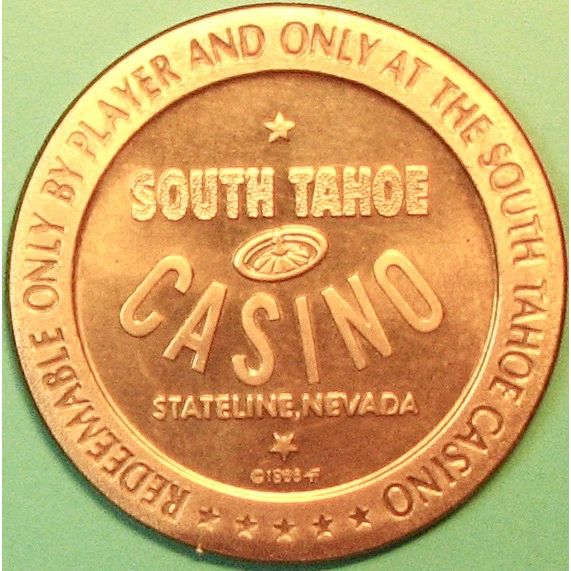 REDEEMABLE ONLY BY PLAYER AND ONLY AT THE SOUTH TAHOE CASINO
SOUTH TAHOE
CASINO
STATELINE, NEVADA